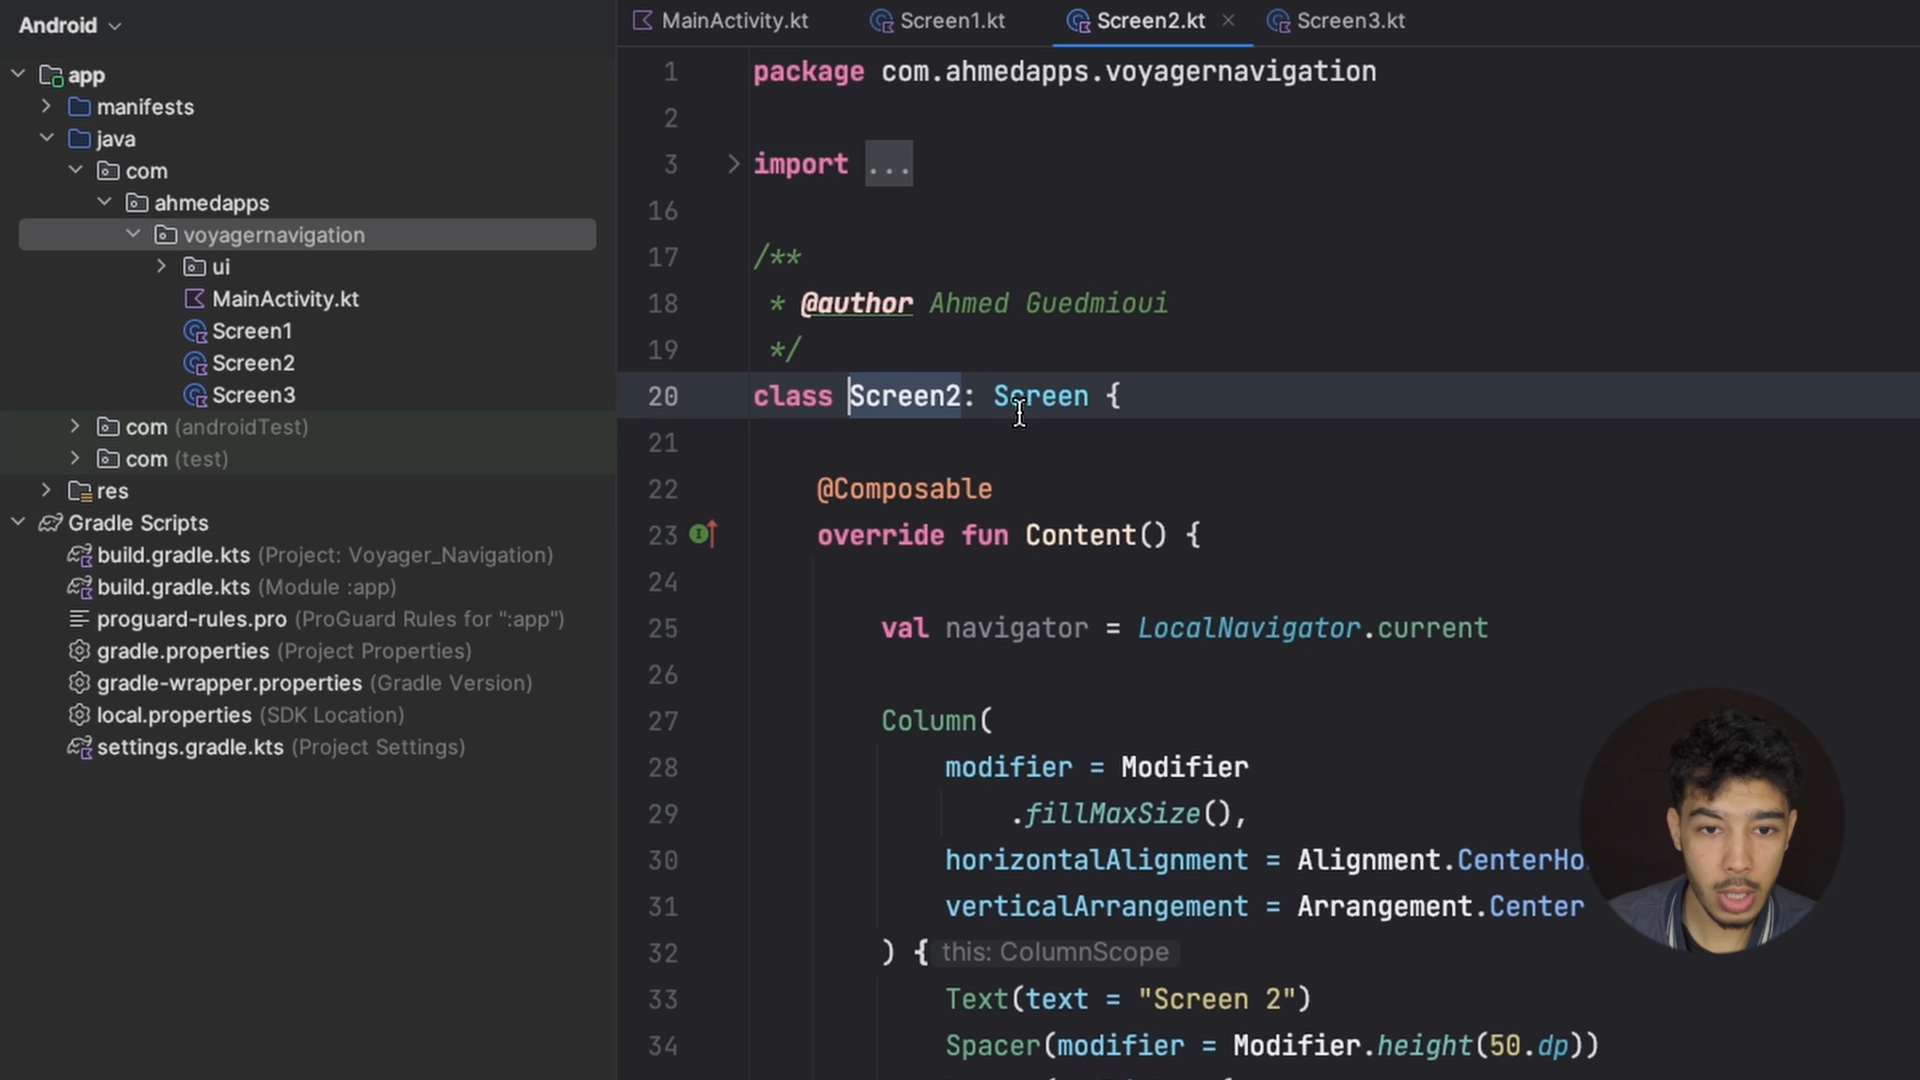 Android
app
manifests
java
com
ahmedapps
voyagernavigation
ui
MainActivity.kt
Screen1
Screen2
Screen3
com (androidTest)
com (test)
res
Gradle Scripts
build.gradle.kts (Project: Voyager_Navigation)
build.gradle.kts (Module :app)
proguard-rules.pro (ProGuard Rules for ":app")
gradle.properties (Project Properties)
gradle-wrapper.properties (Gradle Version)
local.properties (SDK Location)
settings.gradle.kts (Project Settings)
MainActivity.kt Screen1.kt Screen2.kt Screen3.kt
1 package com.ahmedapps.voyagernavigation
2
3 import ...
16
17 /**
18 * @author Ahmed Guedmioui
19 */
20 class Screen2: Screen {
21
22 @Composable
23 override fun Content() {
24
25 val navigator = LocalNavigator.current
26
27 Column(
28 modifier = Modifier
29 .fillMaxSize(),
30 horizontalAlignment = Alignment.CenterHo
31 verticalArrangement = Arrangement.Center
32 ) { this: ColumnScope
33 Text(text = "Screen 2")
34 Spacer(modifier = Modifier.height(50.dp))